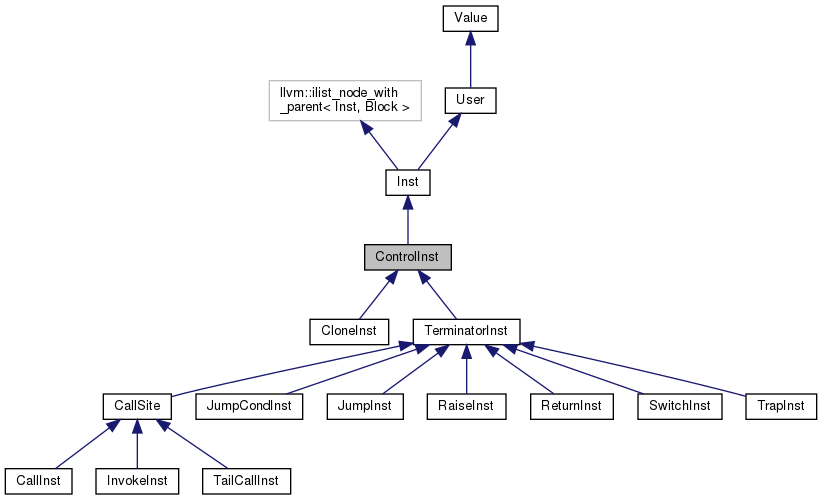 Value
llvm::ilist_node_with
_parent< Inst, Block >
User
Inst
ControlInst
CloneInst
TerminatorInst
CallSite
JumpCondInst
JumpInst
RaiseInst
ReturnInst
SwitchInst
TrapInst
CallInst
InvokeInst
TailCallInst